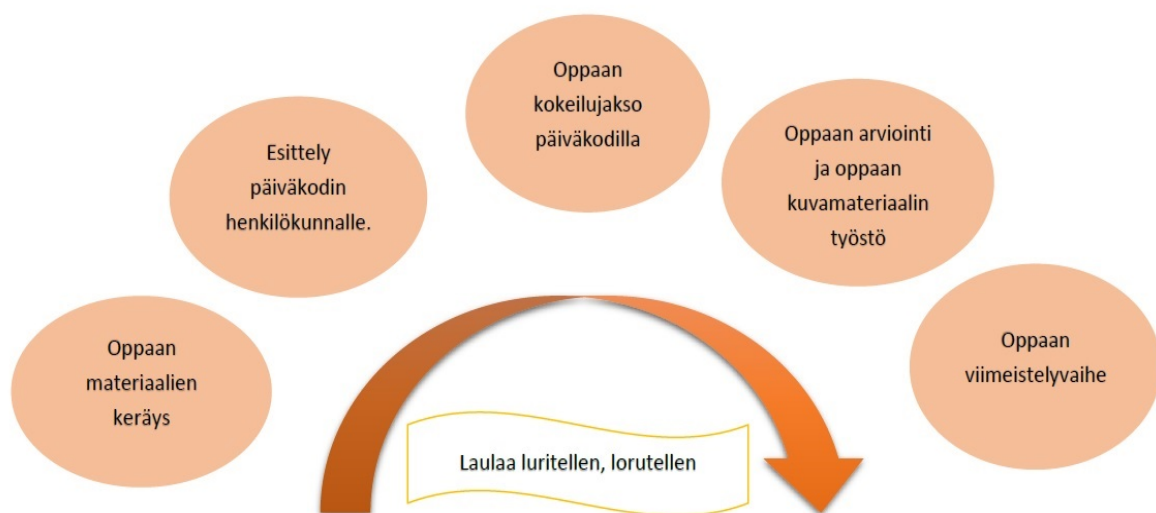 Oppaan
materiaalien
keräys
Esittely
päiväkodin
henkilökunnalle.
Oppaan
kokeilujakso
päiväkodilla
Oppaan arviointi
ja oppaan
kuvamateriaalin
työstö
Oppaan
viimeistelyvaihe
Laulaa luritellen, lorutellen